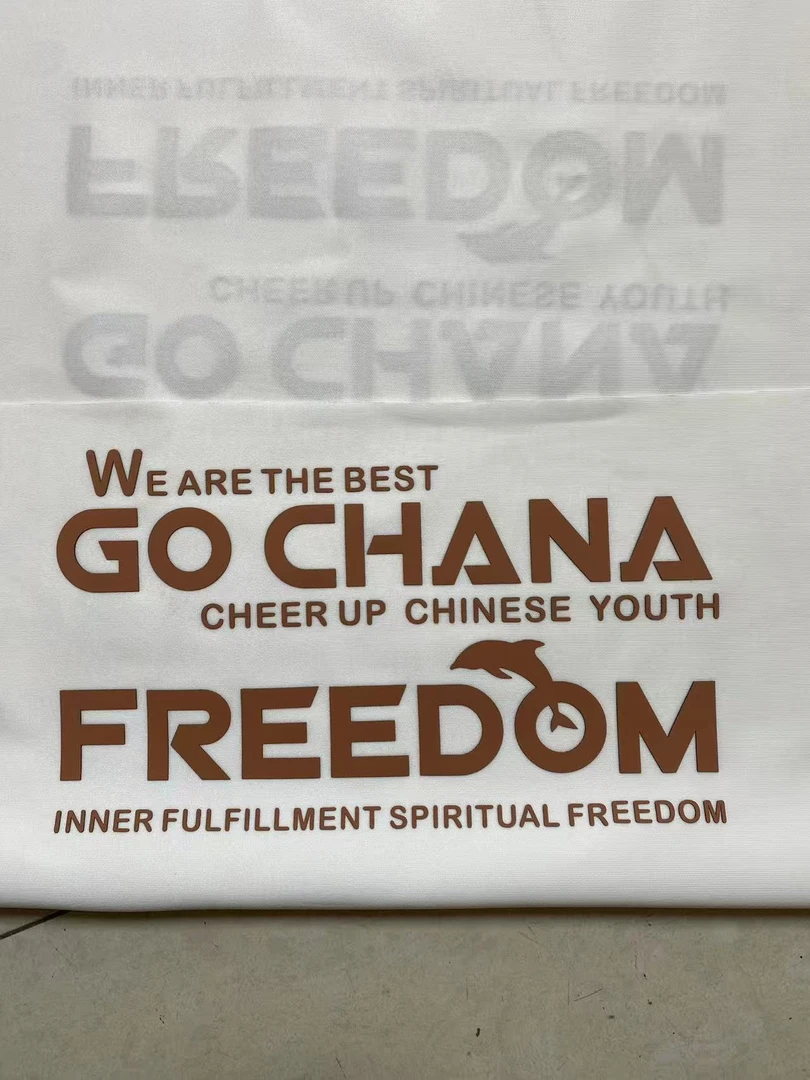 WE ARE THE BEST
GO CHANA
CHEER UP CHINESE YOUTH
FREEDOM
INNER FULFILLMENT SPIRITUAL FREEDOM